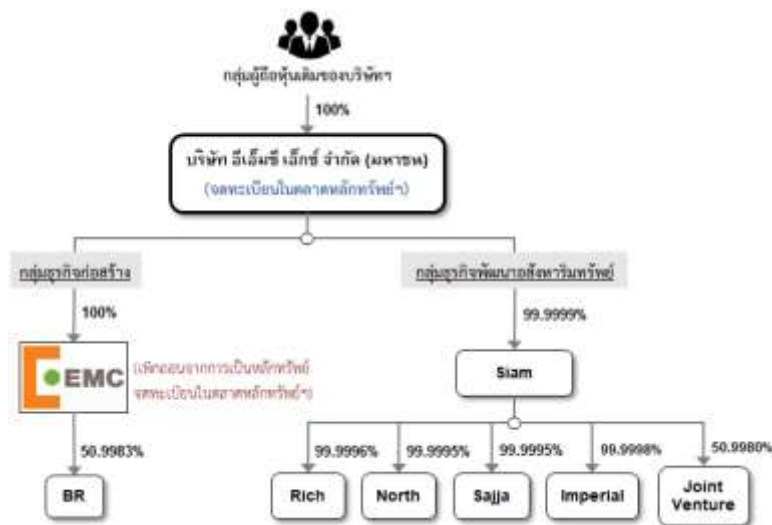 กลุ่มผู้ถือหุ้นเดิมของบริษัทฯ
100%
บริษัท อีเอ็มซี เอ็กซ์ จำกัด (มหาชน)
(จดทะเบียนในตลาดหลักทรัพย์ฯ)
กลุ่มธุรกิจก่อสร้าง
กลุ่มธุรกิจพัฒนาอสังหาริมทรัพย์
100%
99.9999%
EMC
(เพิกถอนจากการเป็นหลักทรัพย์
จดทะเบียนในตลาดหลักทรัพย์ฯ)
Siam
50.9983%
99.9996%
99.9995%
99.9995%
99.9998%
50.9980%
BR
Rich
North
Sajja
Imperial
Joint
Venture